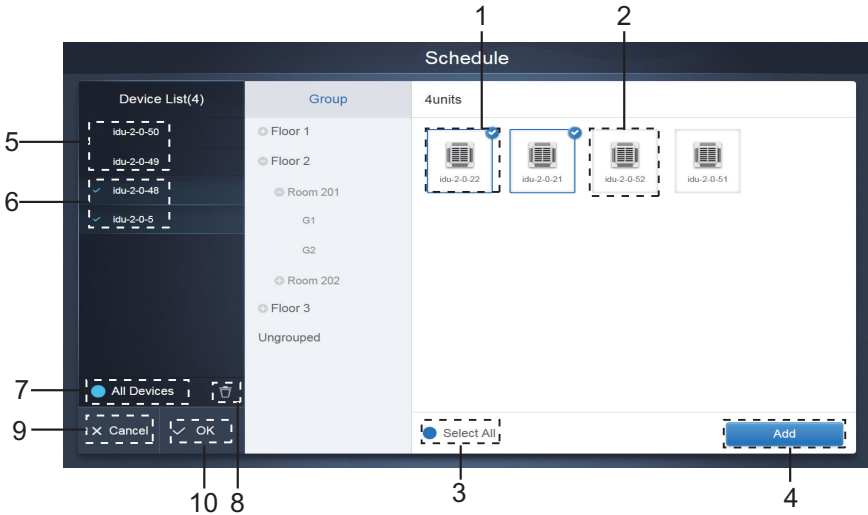 1 2
Schedule
Device List(4) Group 4units
5
idu-2-0-50
idu-2-0-49
6
idu-2-0-48
idu-2-0-5
Floor 1
Floor 2
Room 201
G1
G2
Room 202
Floor 3
Ungrouped
idu-2-0-22 idu-2-0-21 idu-2-0-52 idu-2-0-51
7 All Devices
9 Cancel OK
Select All Add
10 8 3 4